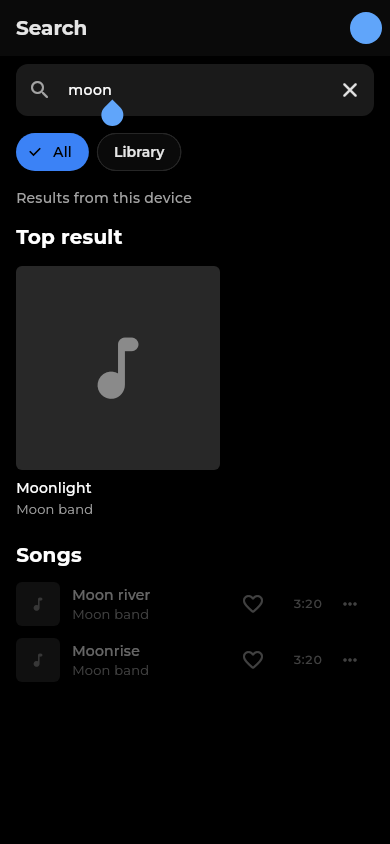 Search
moon
All
Library
Results from this device
Top result
Moonlight
Moon band
Songs
Moon river
Moon band
3:20
Moonrise
Moon band
3:20